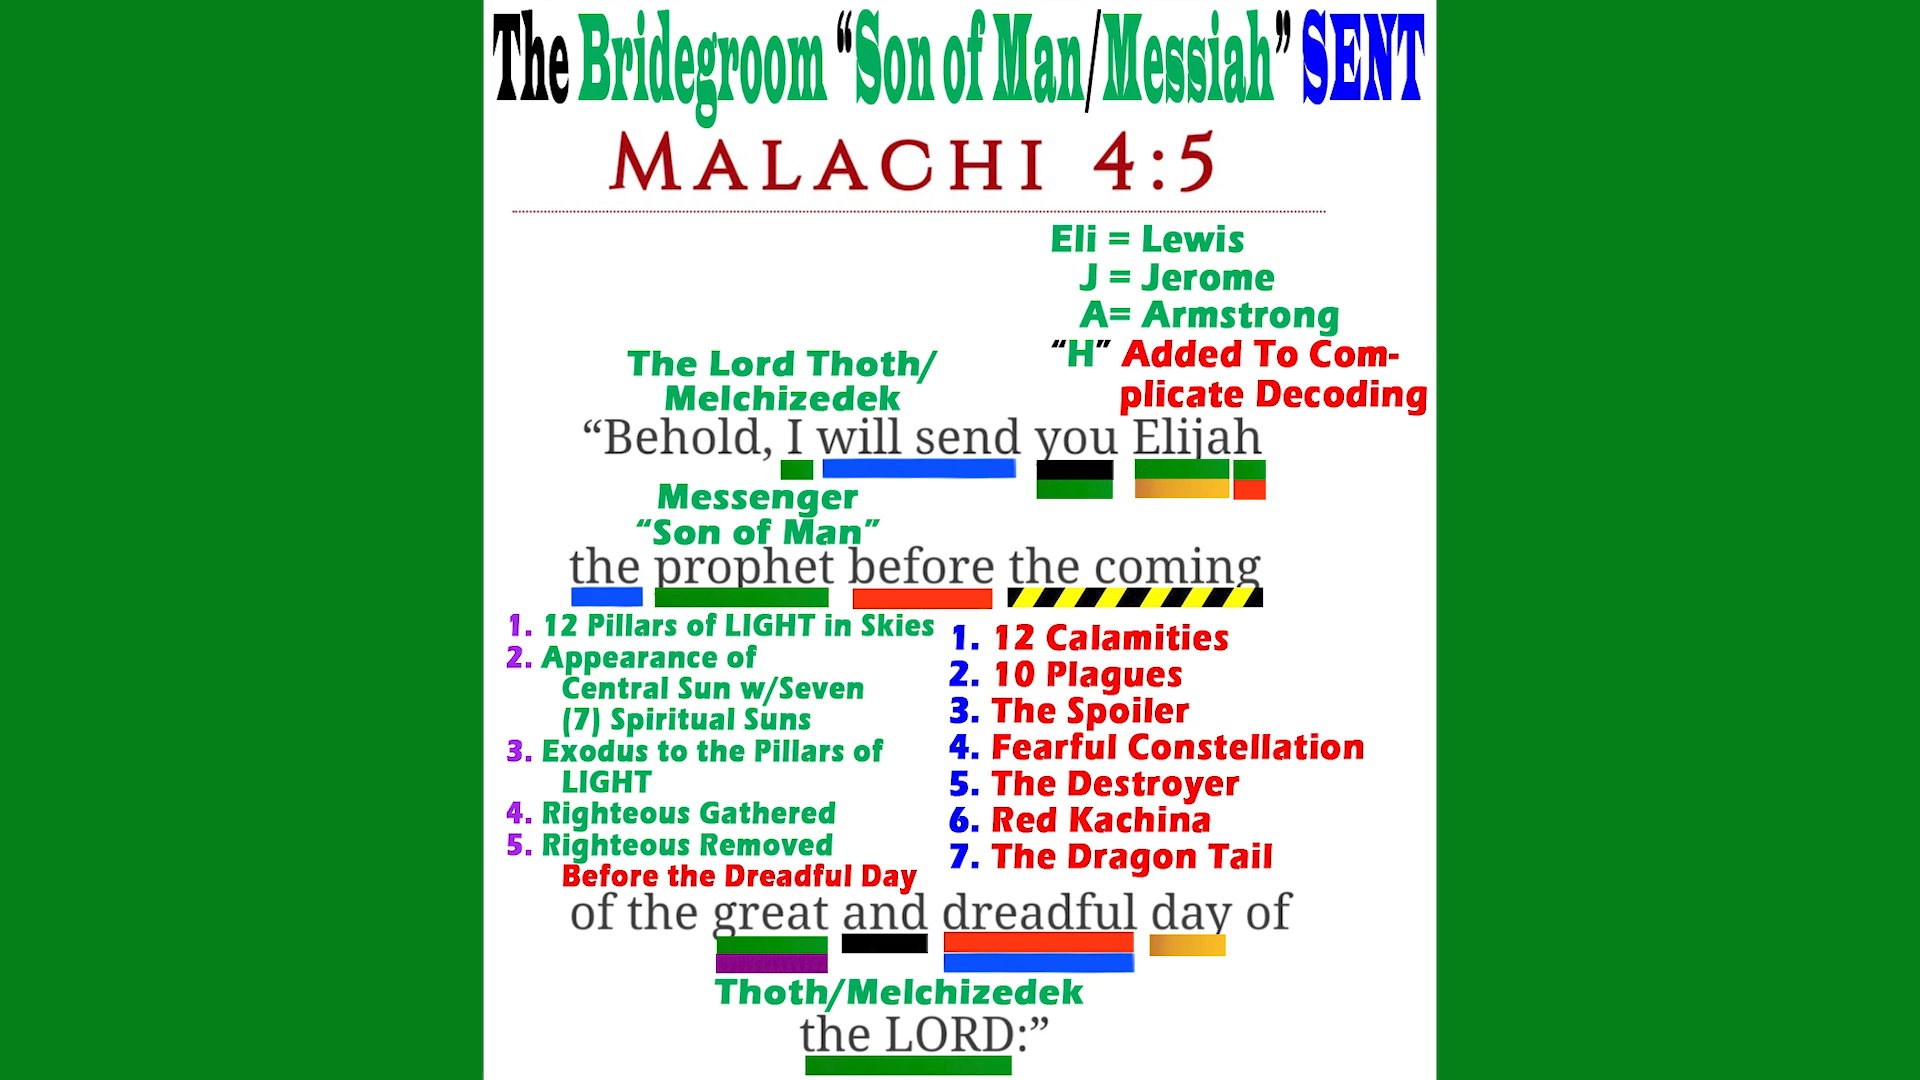 The Bridegroom “Son of Man/Messiah” SENT
MALACHI 4:5
Eli = Lewis
J = Jerome
A= Armstrong
“H” Added To Com-
plicate Decoding
The Lord Thoth/
Melchizedek
“Behold, I will send you Elijah
Messenger
“Son of Man”
the prophet before the coming
1. 12 Pillars of LIGHT in Skies
2. Appearance of
Central Sun w/Seven
(7) Spiritual Suns
3. Exodus to the Pillars of
LIGHT
4. Righteous Gathered
5. Righteous Removed
Before the Dreadful Day
1. 12 Calamities
2. 10 Plagues
3. The Spoiler
4. Fearful Constellation
5. The Destroyer
6. Red Kachina
7. The Dragon Tail
of the great and dreadful day of
Thoth/Melchizedek
the LORD:”